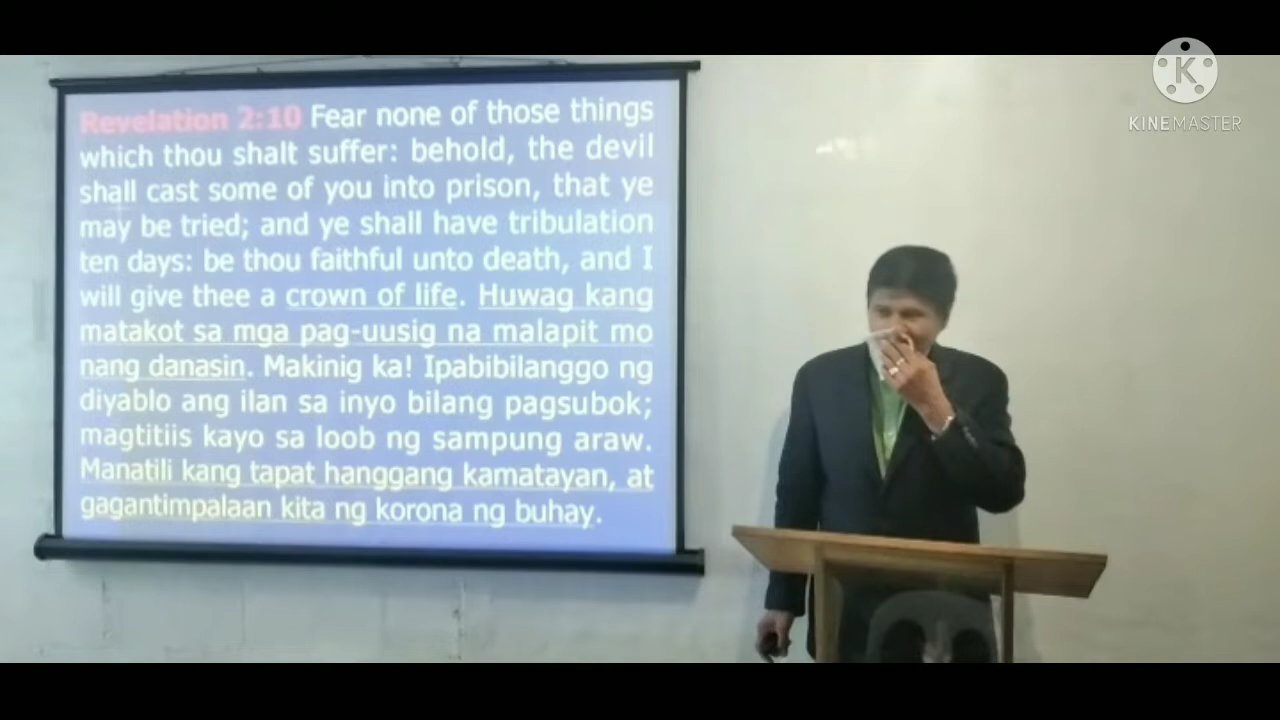 Revelation 2:10 Fear none of those things
which thou shalt suffer: behold, the devil
shall cast some of you into prison, that ye
may be tried; and ye shall have tribulation
ten days: be thou faithful unto death, and I
will give thee a crown of life. Huwag kang
matakot sa mga pag-uusig na malapit mo
nang danasin. Makinig ka! Ipabibilanggo ng
diyablo ang ilan sa inyo bilang pagsubok;
magtitiis kayo sa loob ng sampung araw.
Manatili kang tapat hanggang kamatayan, at
gagantimpalaan kita ng korona ng buhay.
K
KINEMASTER